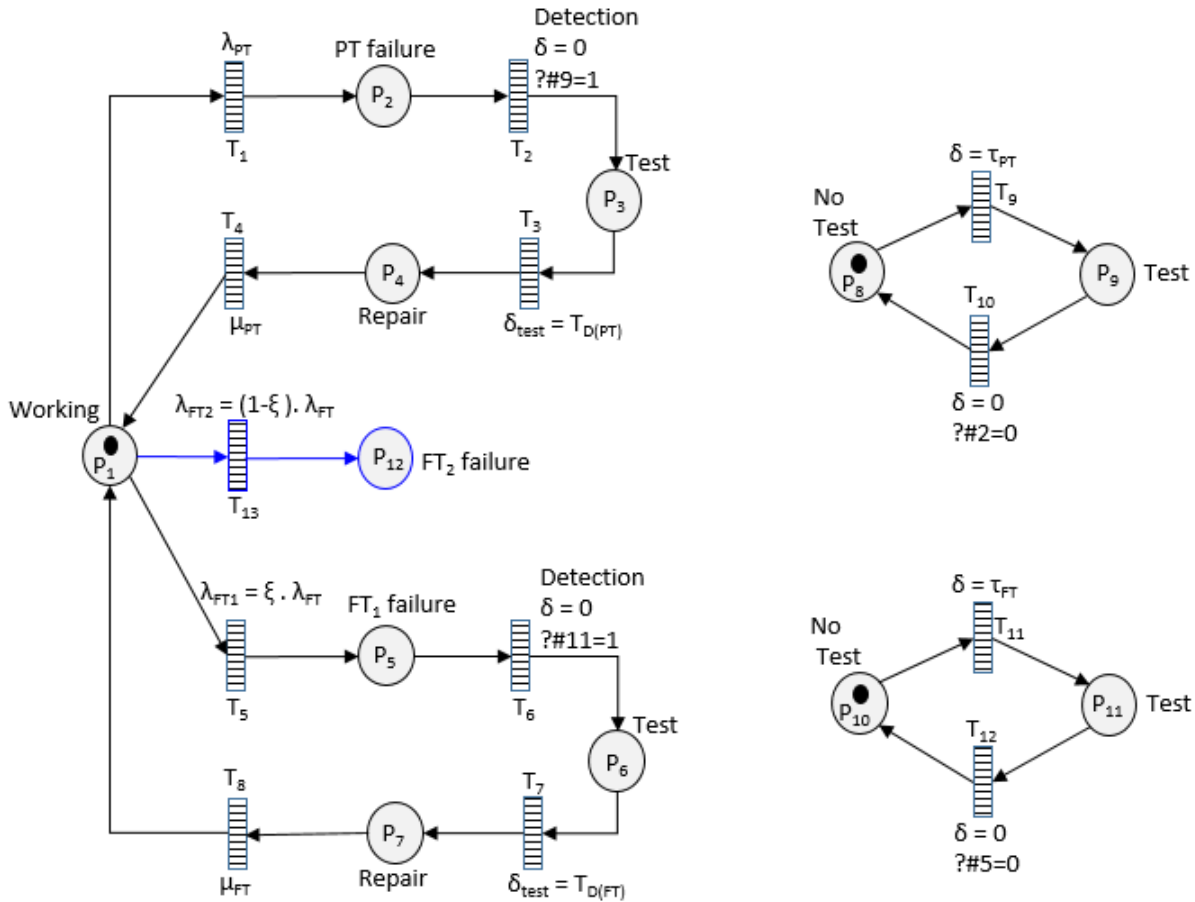 Detection
δ = 0
?#9=1
λPT
PT failure
P2
T1
T2
Test
P3
T4
T3
P4
μPT
Repair
δtest = TD(PT)
Working
P1
λFT2 = (1-ξ ). λFT
P12
FT2 failure
T13
λFT1 = ξ . λFT
FT1 failure
Detection
δ = 0
?#11=1
P5
T5
T6
Test
P6
T8
T7
P7
μFT
Repair
δtest = TD(FT)
δ = τPT
T9
No
Test
P8
P9
Test
T10
δ = 0
?#2=0
δ = τFT
T11
No
Test
P10
P11
Test
T12
δ = 0
?#5=0